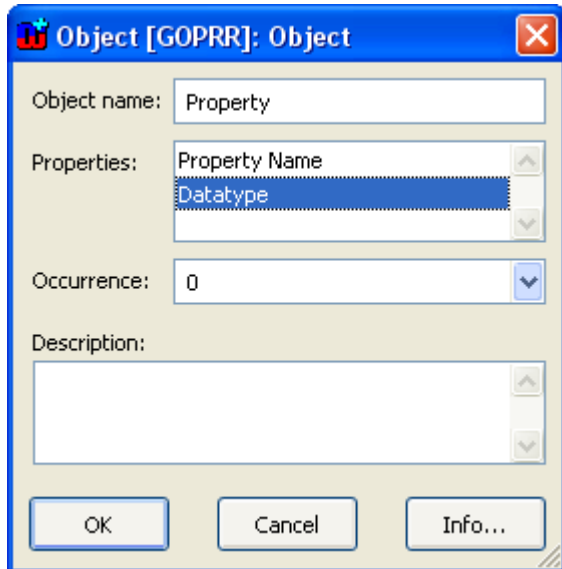 Object [GOPRR]: Object
Object name: Property
Properties: Property Name
Datatype
Occurrence: 0
Description:
OK Cancel Info...